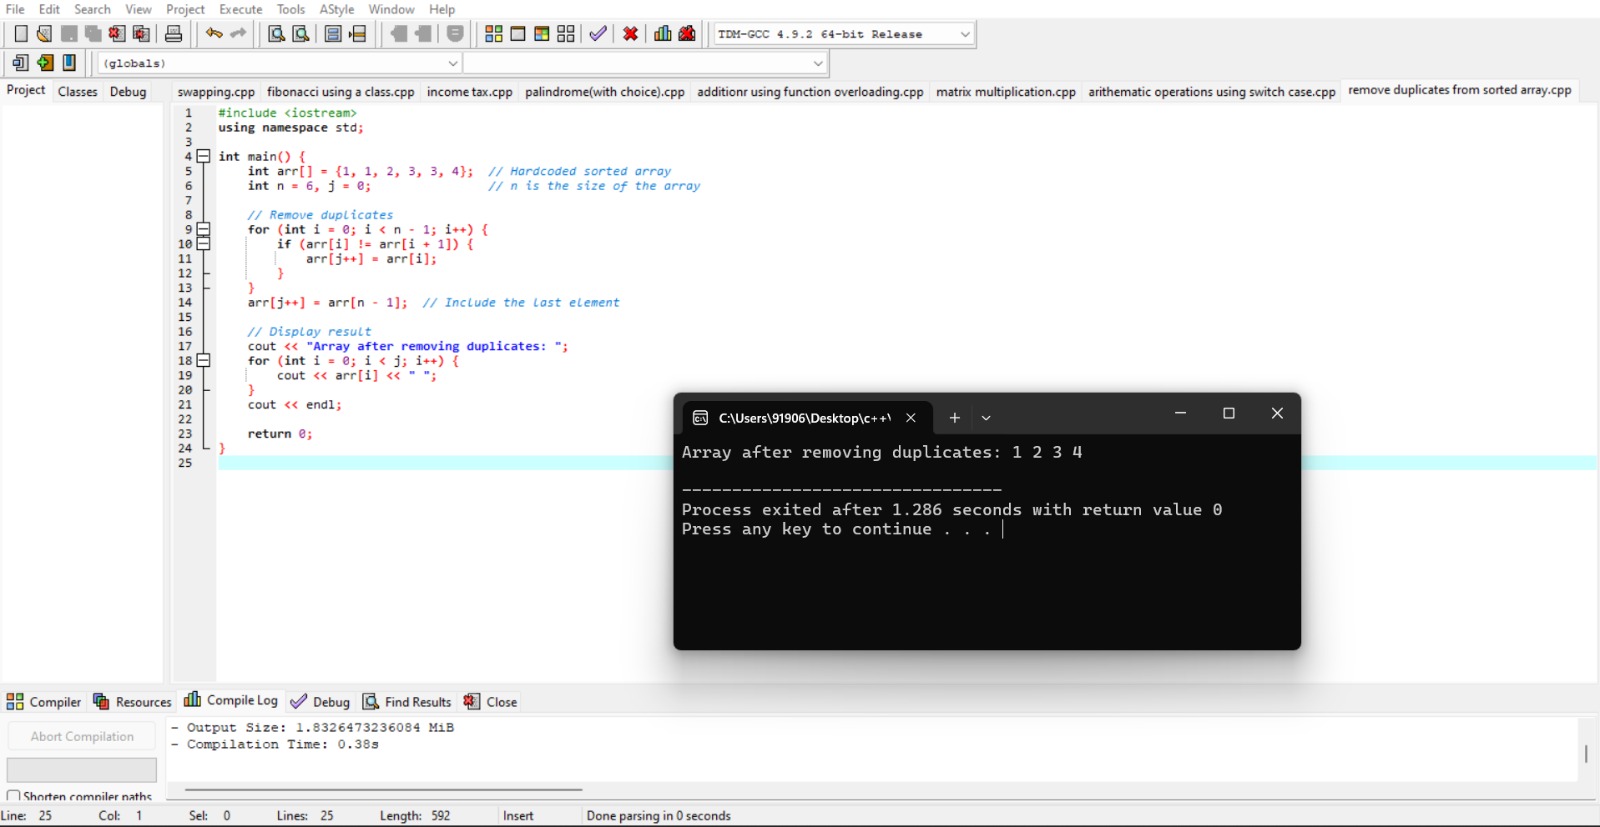 File Edit Search View Project Execute Tools AStyle Window Help
TDM-GCC 4.9.2 64-bit Release
(globals)
Project Classes Debug
swapping.cpp fibonacci using a class.cpp income tax.cpp palindrome(with choice).cpp additionr using function overloading.cpp matrix multiplication.cpp arithematic operations using switch case.cpp remove duplicates from sorted array.cpp
1 #include <iostream>
2 using namespace std;
3
4 int main() {
5 int arr[] = {1, 1, 2, 3, 3, 4}; // Hardcoded sorted array
6 int n = 6, j = 0; // n is the size of the array
7
8 // Remove duplicates
9 for (int i = 0; i < n - 1; i++) {
10 if (arr[i] != arr[i + 1]) {
11 arr[j++] = arr[i];
12 }
13 }
14 arr[j++] = arr[n - 1]; // Include the last element
15
16 // Display result
17 cout << "Array after removing duplicates: ";
18 for (int i = 0; i < j; i++) {
19 cout << arr[i] << " ";
20 }
21 cout << endl;
22
23 return 0;
24 }
25
C:\Users\91906\Desktop\c++\
Array after removing duplicates: 1 2 3 4
--------------------------------
Process exited after 1.286 seconds with return value 0
Press any key to continue . . .
Compiler Resources Compile Log Debug Find Results Close
Abort Compilation
Shorten compiler paths
- Output Size: 1.8326473236084 MiB
- Compilation Time: 0.38s
Line: 25 Col: 1 Sel: 0 Lines: 25 Length: 592 Insert Done parsing in 0 seconds